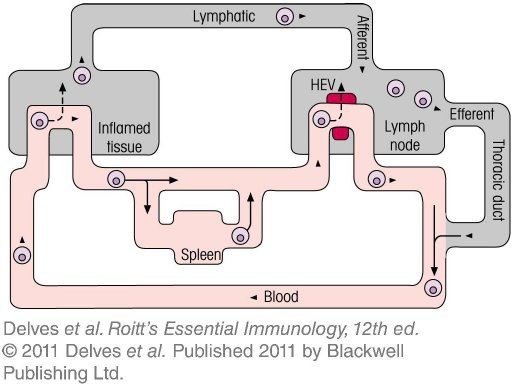 Lymphatic
Afferent
HEV
Efferent
Inflamed
tissue
Lymph
node
Thoracic duct
Spleen
Blood
Delves et al. Roitt's Essential Immunology, 12th ed.
© 2011 Delves et al. Published 2011 by Blackwell
Publishing Ltd.